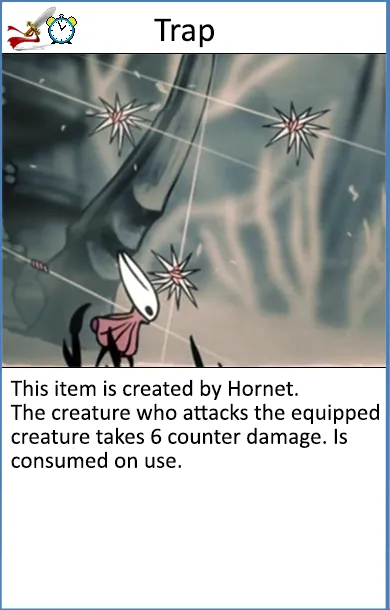 Trap
This item is created by Hornet.
The creature who attacks the equipped
creature takes 6 counter damage. Is
consumed on use.